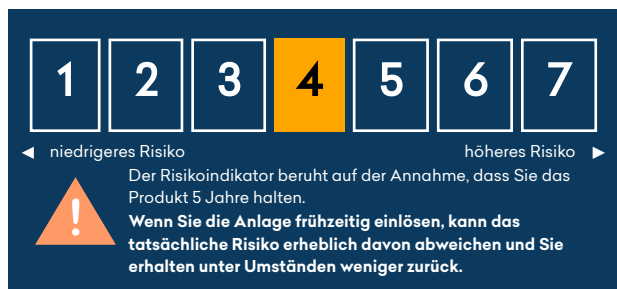 1 2 3 4 5 6 7
◄ niedrigeres Risiko höheres Risiko ►
Der Risikoindikator beruht auf der Annahme, dass Sie das
Produkt 5 Jahre halten.
!
Wenn Sie die Anlage frühzeitig einlösen, kann das
tatsächliche Risiko erheblich davon abweichen und Sie
erhalten unter Umständen weniger zurück.